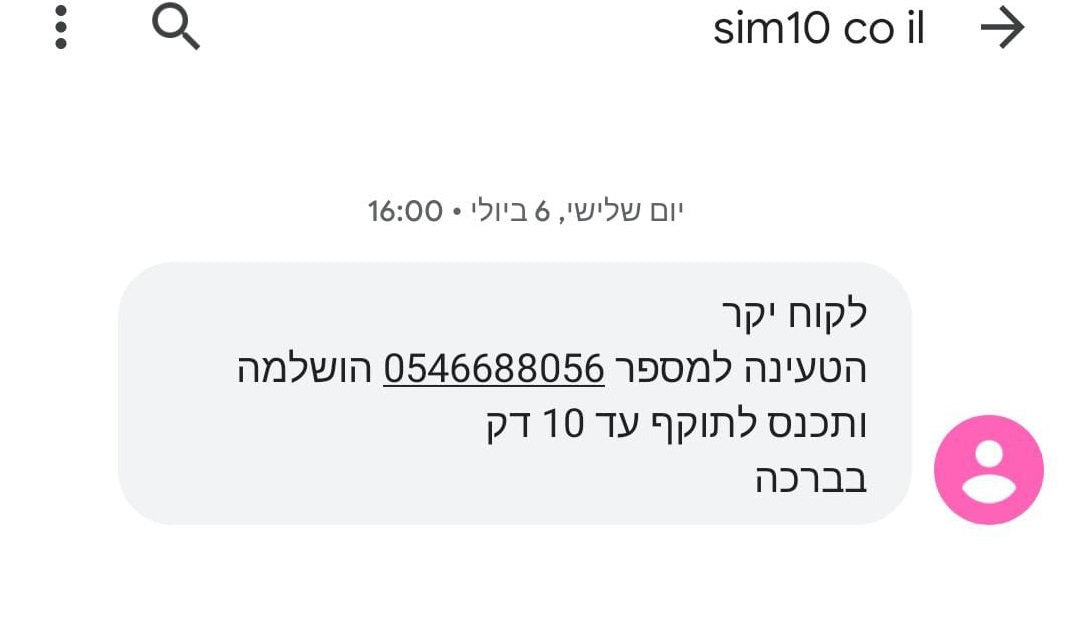 sim10 co il
יום שלישי, 6 ביולי • 16:00
לקוח יקר
הטעינה למספר 0546688056 הושלמה
ותכנס לתוקף עד 10 דק
בברכה